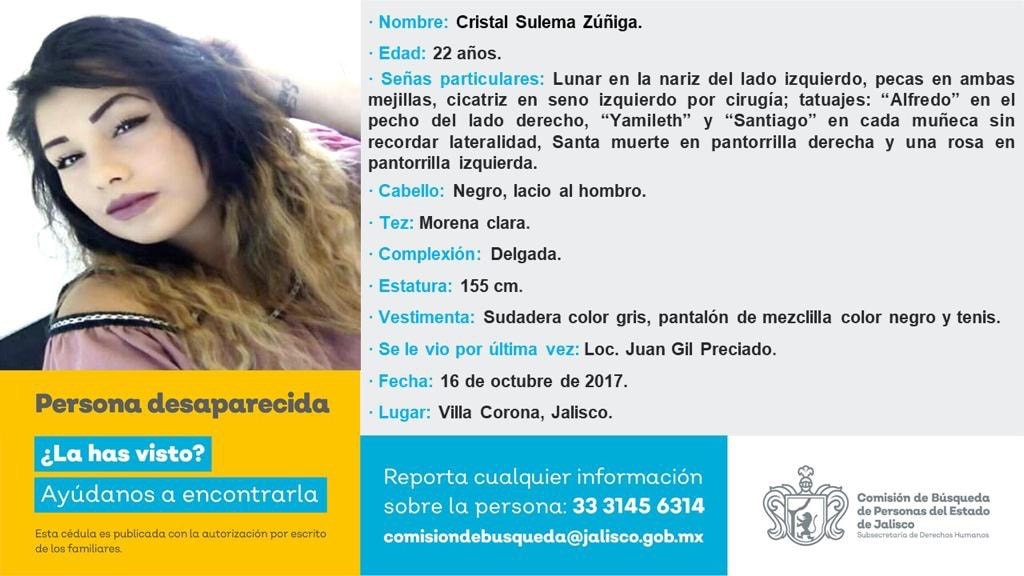 · Nombre: Cristal Sulema Zúñiga.
· Edad: 22 años.
· Señas particulares: Lunar en la nariz del lado izquierdo, pecas en ambas
mejillas, cicatriz en seno izquierdo por cirugía; tatuajes: “Alfredo” en el
pecho del lado derecho, “Yamileth” y “Santiago” en cada muñeca sin
recordar lateralidad, Santa muerte en pantorrilla derecha y una rosa en
pantorrilla izquierda.
· Cabello: Negro, lacio al hombro.
· Tez: Morena clara.
· Complexión: Delgada.
· Estatura: 155 cm.
· Vestimenta: Sudadera color gris, pantalón de mezclilla color negro y tenis.
· Se le vio por última vez: Loc. Juan Gil Preciado.
· Fecha: 16 de octubre de 2017.
· Lugar: Villa Corona, Jalisco.
Persona desaparecida
¿La has visto?
Ayúdanos a encontrarla
Esta cédula es publicada con la autorización por escrito
de los familiares.
Reporta cualquier información
sobre la persona: 33 3145 6314
comisiondebusqueda@jalisco.gob.mx
Comisión de Búsqueda
de Personas del Estado
de Jalisco
Subsecretaría de Derechos Humanos